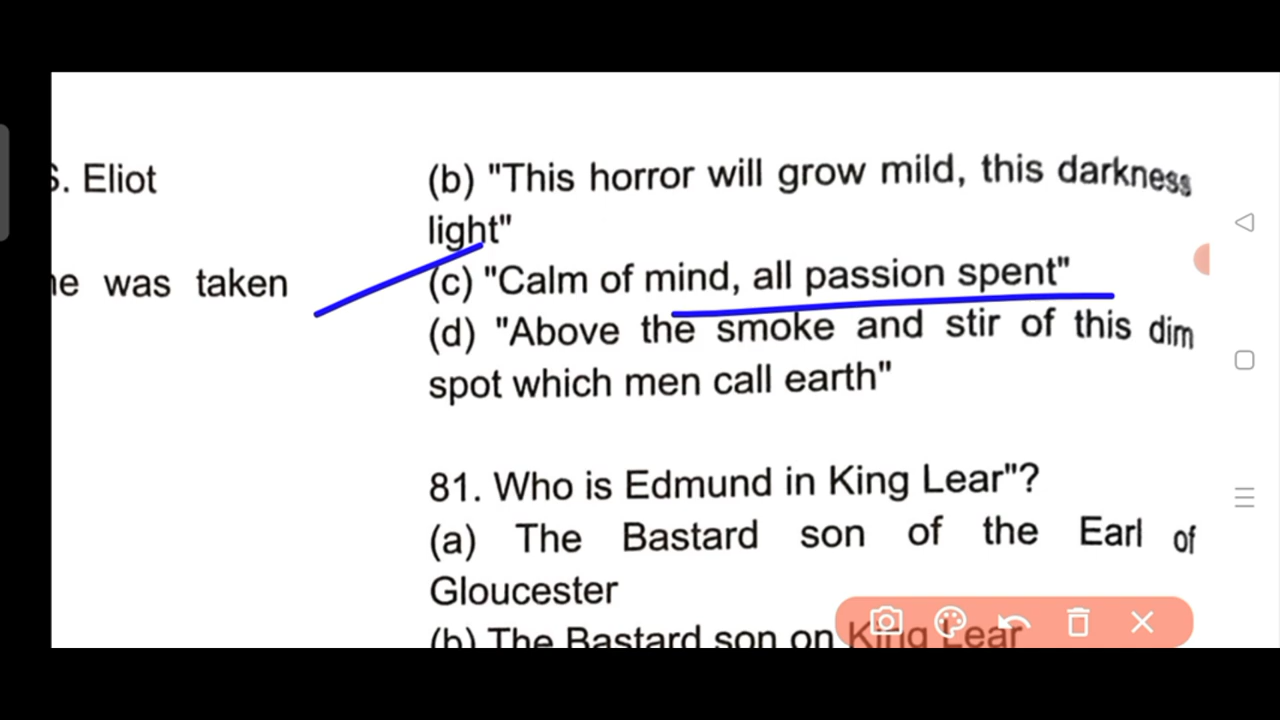 S. Eliot
he was taken
(b) "This horror will grow mild, this darkness
light"
(c) "Calm of mind, all passion spent"
(d) "Above the smoke and stir of this dim
spot which men call earth"
81. Who is Edmund in King Lear"?
(a) The Bastard son of the Earl of
Gloucester
(b) The Bastard son on King Lear